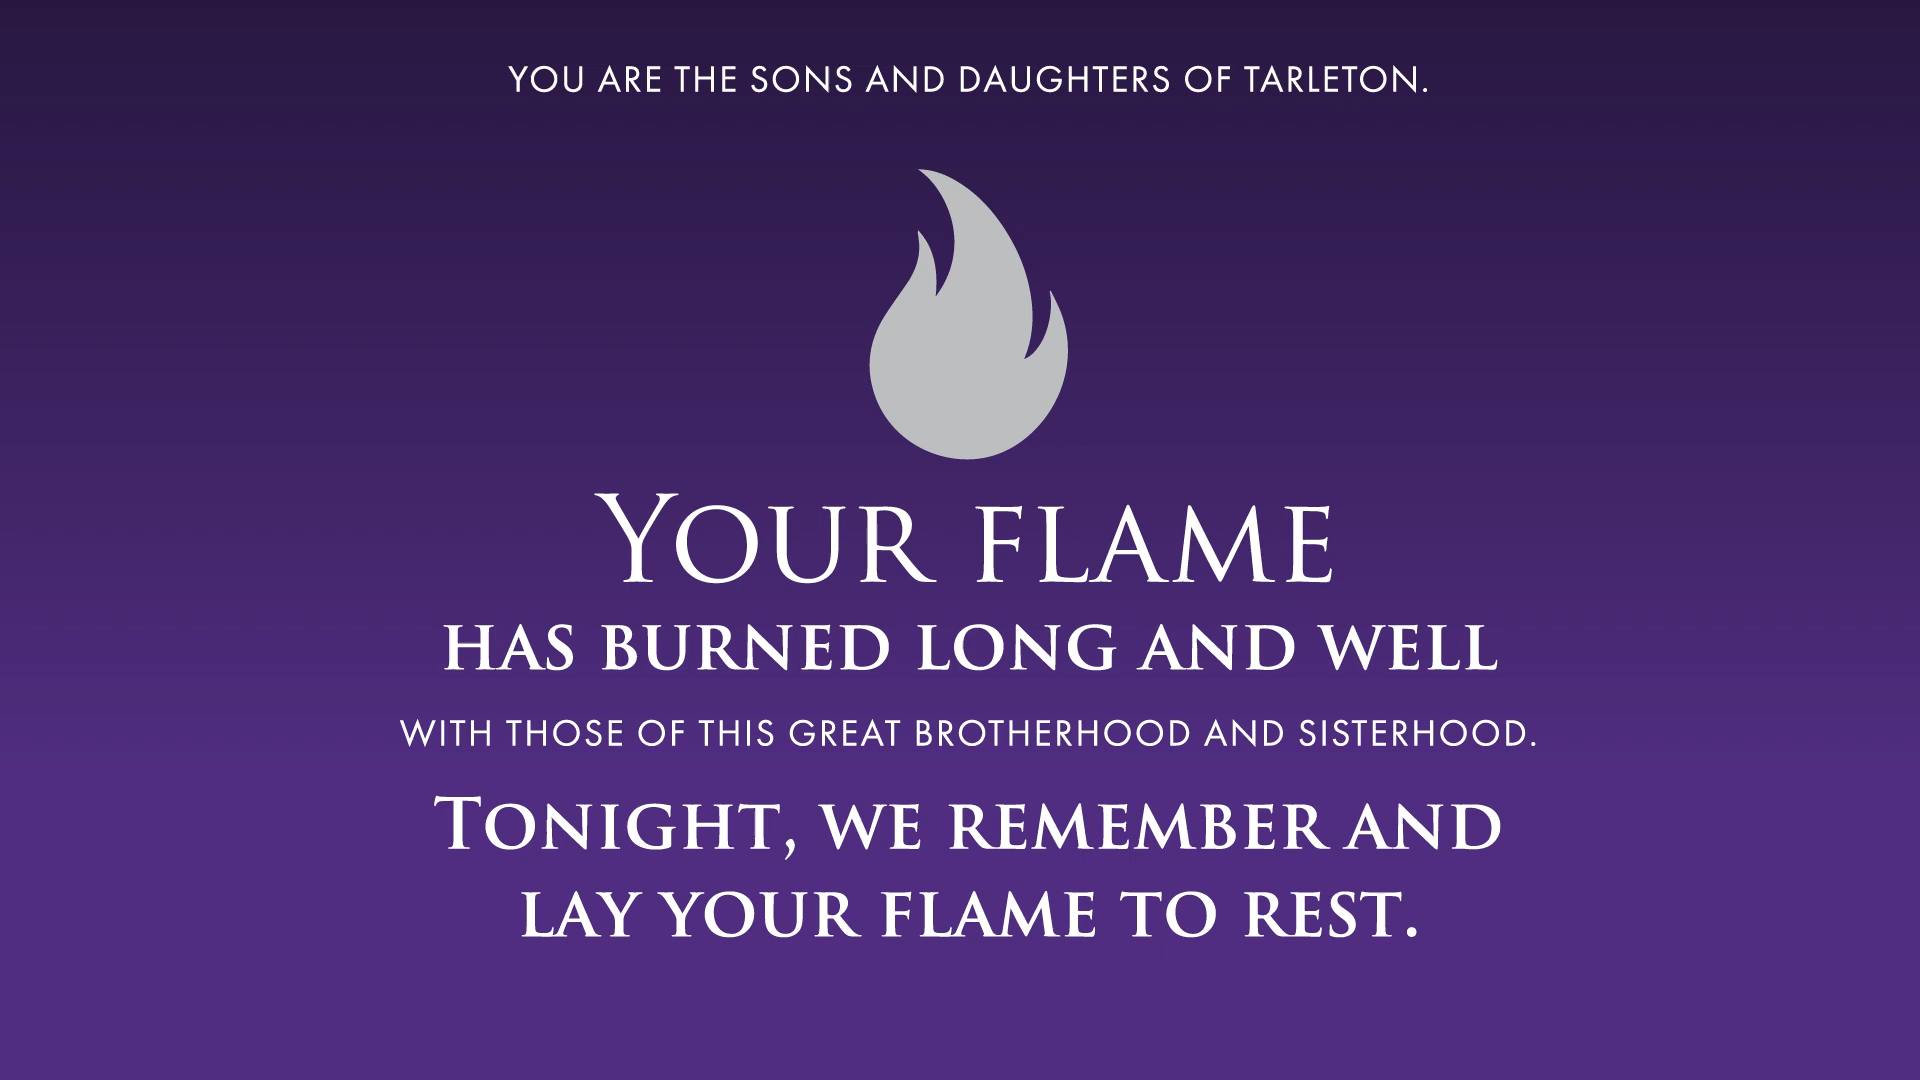 YOU ARE THE SONS AND DAUGHTERS OF TARLETON.
YOUR FLAME
HAS BURNED LONG AND WELL
WITH THOSE OF THIS GREAT BROTHERHOOD AND SISTERHOOD.
TONIGHT, WE REMEMBER AND
LAY YOUR FLAME TO REST.